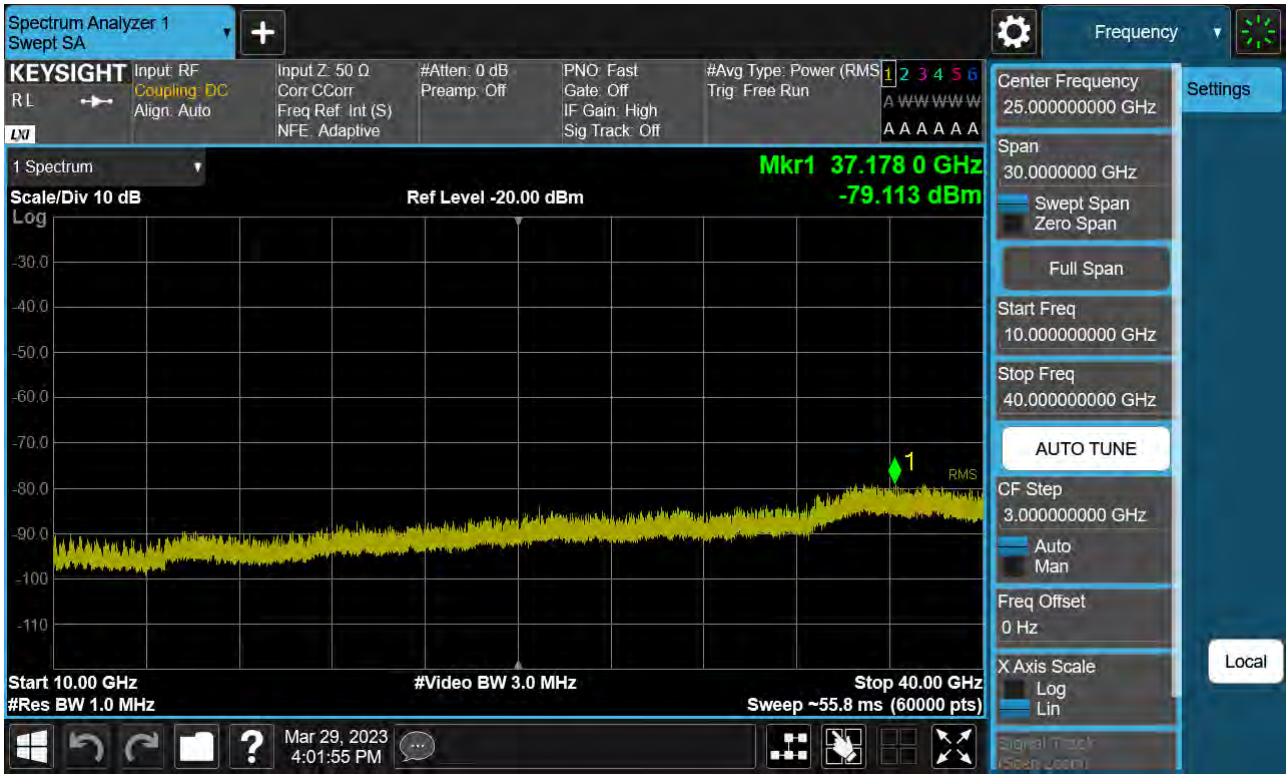 Spectrum Analyzer 1
Swept SA
+
Frequency
KEYSIGHT
RL
LXI
Input: RF
Coupling: DC
Align: Auto
Input Z: 50 Ω
Corr CCorr
Freq Ref: Int (S)
NFE: Adaptive
#Atten: 0 dB
Preamp: Off
PNO: Fast
Gate: Off
IF Gain: High
Sig Track: Off
#Avg Type: Power (RMS
Trig: Free Run
1 2 3 4 5 6
A W W W W W
A A A A A A
1 Spectrum
Scale/Div 10 dB
Ref Level -20.00 dBm
Mkr1 37.178 0 GHz
-79.113 dBm
Log
-30.0
-40.0
-50.0
-60.0
-70.0
-80.0
-90.0
-100
-110
1
RMS
Start 10.00 GHz
#Res BW 1.0 MHz
#Video BW 3.0 MHz
Stop 40.00 GHz
Sweep ~55.8 ms (60000 pts)
Center Frequency
25.000000000 GHz
Settings
Span
30.0000000 GHz
Swept Span
Zero Span
Full Span
Start Freq
10.000000000 GHz
Stop Freq
40.000000000 GHz
AUTO TUNE
CF Step
3.000000000 GHz
Auto
Man
Freq Offset
0 Hz
X Axis Scale
Log
Lin
Signal Track
(Span Zoom)
Local
?
Mar 29, 2023
4:01:55 PM